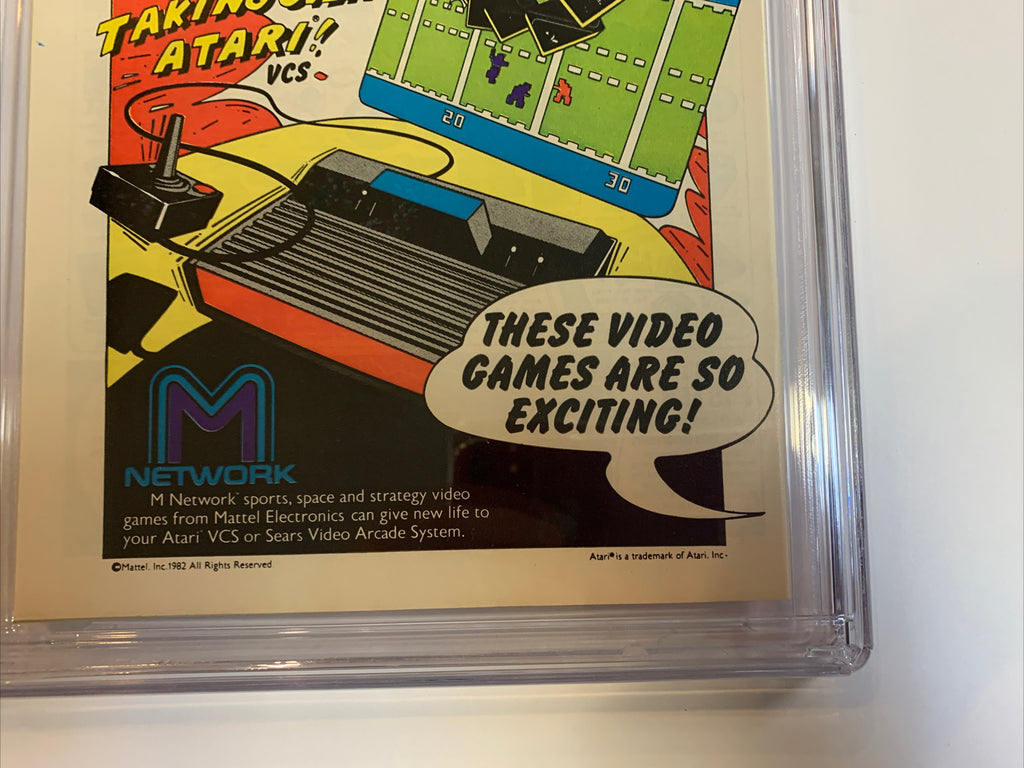 ATARI!
VCS
20
30
THESE VIDEO
GAMES ARE SO
EXCITING!
M
NETWORK
M Network™ sports, space and strategy video
games from Mattel Electronics can give new life to
your Atari® VCS or Sears Video Arcade System.
©Mattel, Inc. 1982 All Rights Reserved
Atari® is a trademark of Atari, Inc.